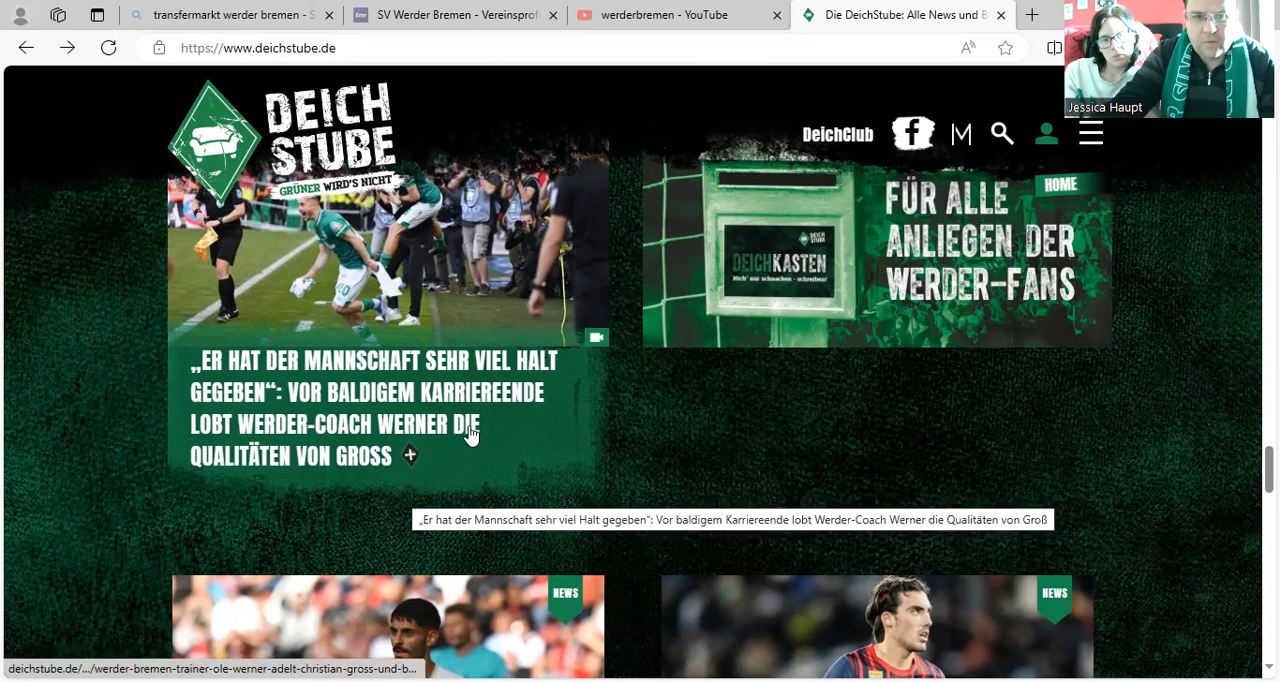 transfermarkt werder bremen - S
SV Werder Bremen - Vereinsprofi
werderbremen - YouTube
Die DeichStube: Alle News und B
https://www.deichstube.de
Jessica Haupt
DEICH
STUBE
GRÜNER WIRD'S NICHT
DeichClub
HOME
FÜR ALLE
ANLIEGEN DER
WERDER-FANS
DEICH
STUBE
DEICHKASTEN
„ER HAT DER MANNSCHAFT SEHR VIEL HALT
GEGEBEN“: VOR BALDIGEM KARRIEREENDE
LOBT WERDER-COACH WERNER DIE
QUALITÄTEN VON GROSS
„Er hat der Mannschaft sehr viel Halt gegeben“: Vor baldigem Karriereende lobt Werder-Coach Werner die Qualitäten von Groß
NEWS
NEWS
deichstube.de/.../werder-bremen-trainer-ole-werner-adelt-christian-gross-und-b...